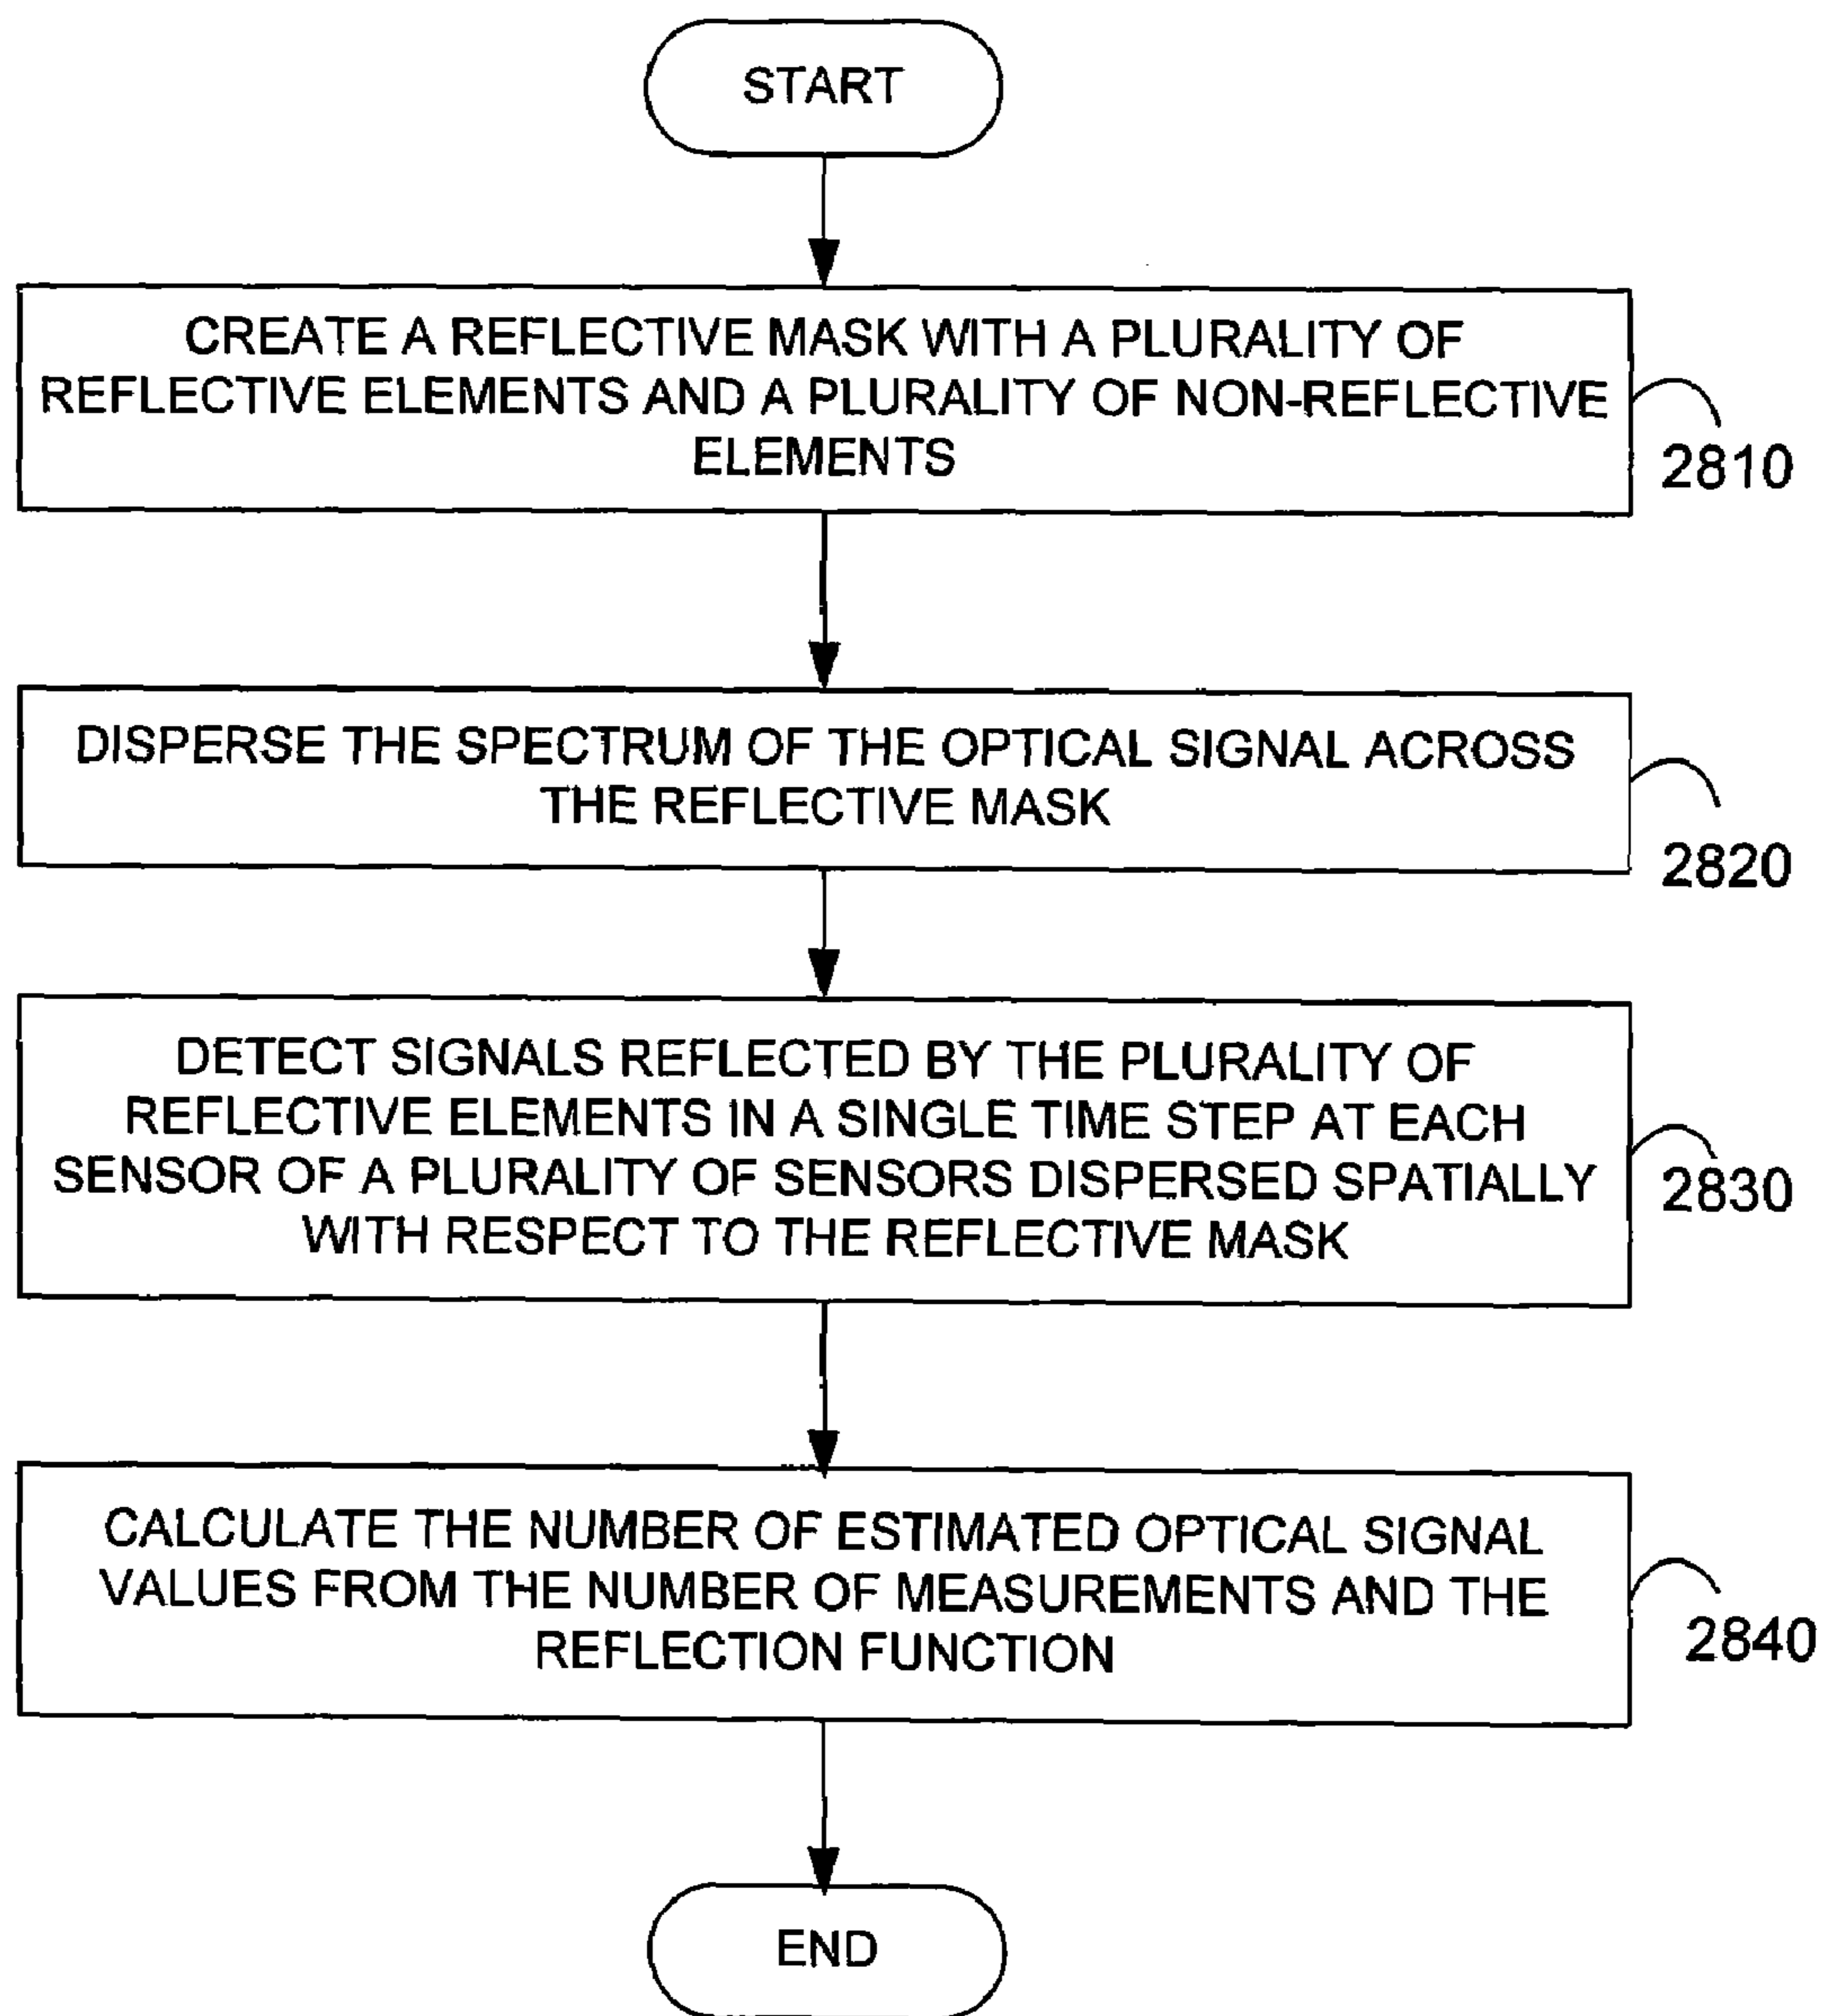 START
CREATE A REFLECTIVE MASK WITH A PLURALITY OF
REFLECTIVE ELEMENTS AND A PLURALITY OF NON-REFLECTIVE
ELEMENTS
2810
DISPERSE THE SPECTRUM OF THE OPTICAL SIGNAL ACROSS
THE REFLECTIVE MASK
2820
DETECT SIGNALS REFLECTED BY THE PLURALITY OF
REFLECTIVE ELEMENTS IN A SINGLE TIME STEP AT EACH
SENSOR OF A PLURALITY OF SENSORS DISPERSED SPATIALLY
WITH RESPECT TO THE REFLECTIVE MASK
2830
CALCULATE THE NUMBER OF ESTIMATED OPTICAL SIGNAL
VALUES FROM THE NUMBER OF MEASUREMENTS AND THE
REFLECTION FUNCTION
2840
END